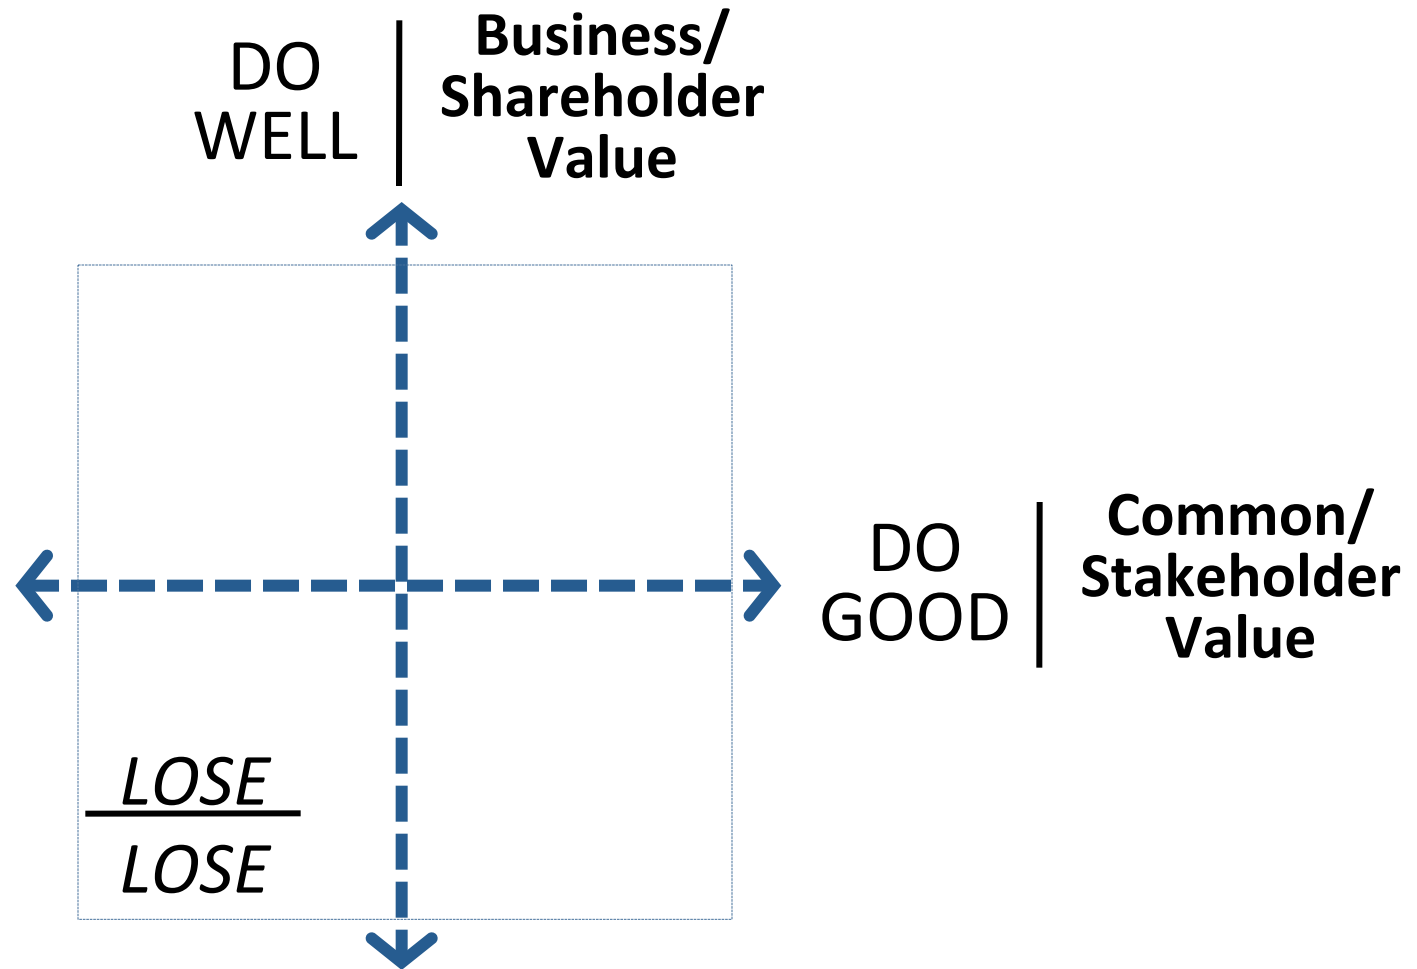 DO
WELL
Business/
Shareholder
Value
DO
GOOD
Common/
Stakeholder
Value
LOSE
LOSE